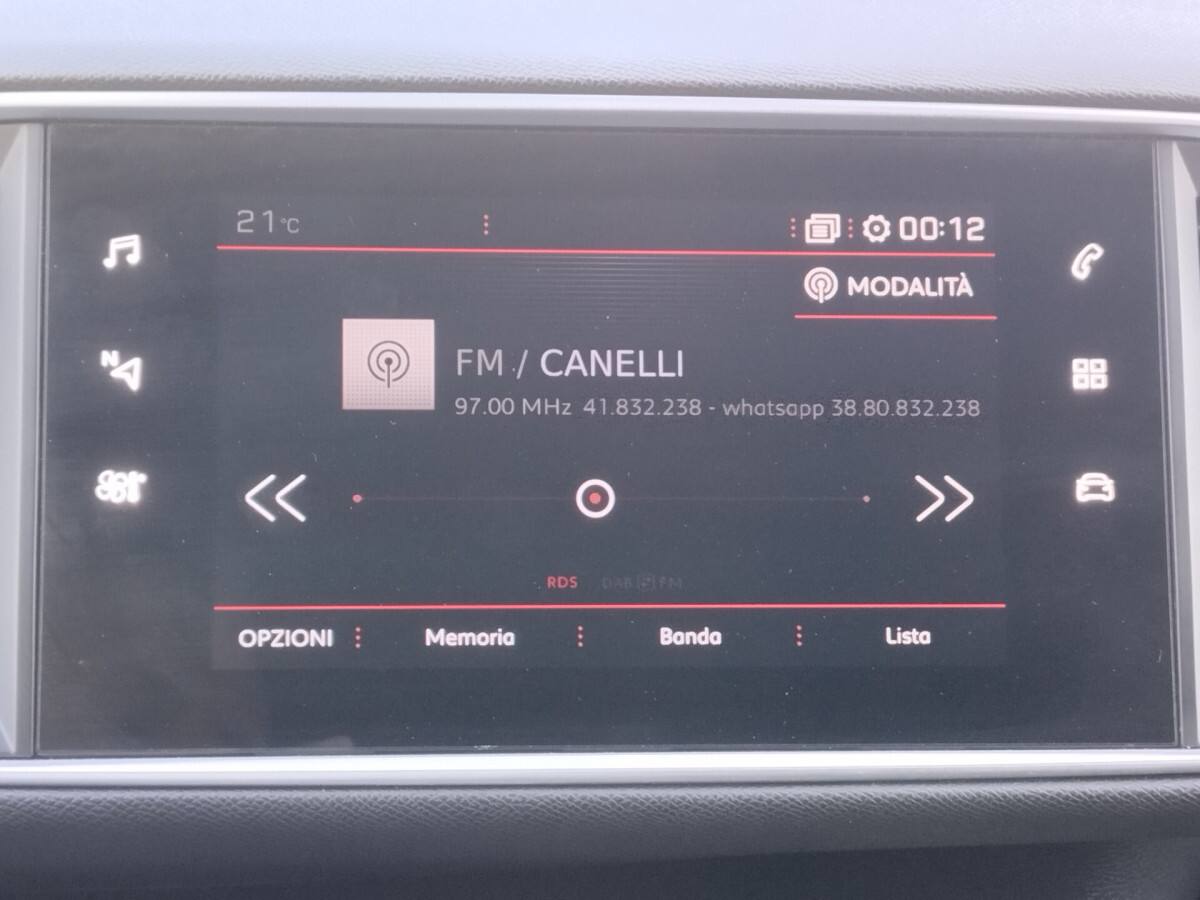 21°C
00:12
MODALITÀ
N
FM / CANELLI
97.00 MHz 41.832.238 - whatsapp 38.80.832.238
RDS DAB FM
OPZIONI Memoria Banda Lista